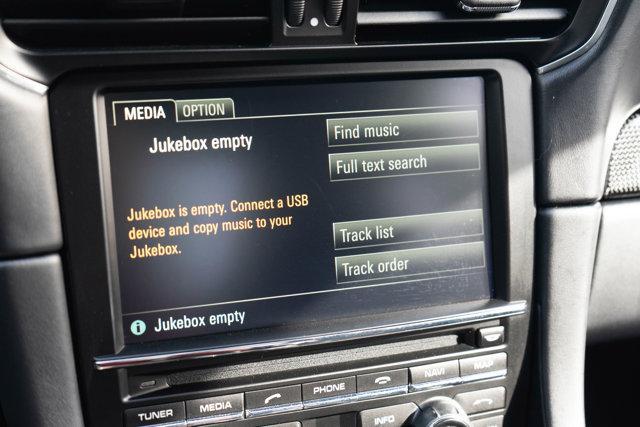 MEDIA OPTION
Jukebox empty
Find music
Full text search
Jukebox is empty. Connect a USB
device and copy music to your
Jukebox.
Track list
Track order
i Jukebox empty
TUNER MEDIA PHONE NAVI MAP
INFO